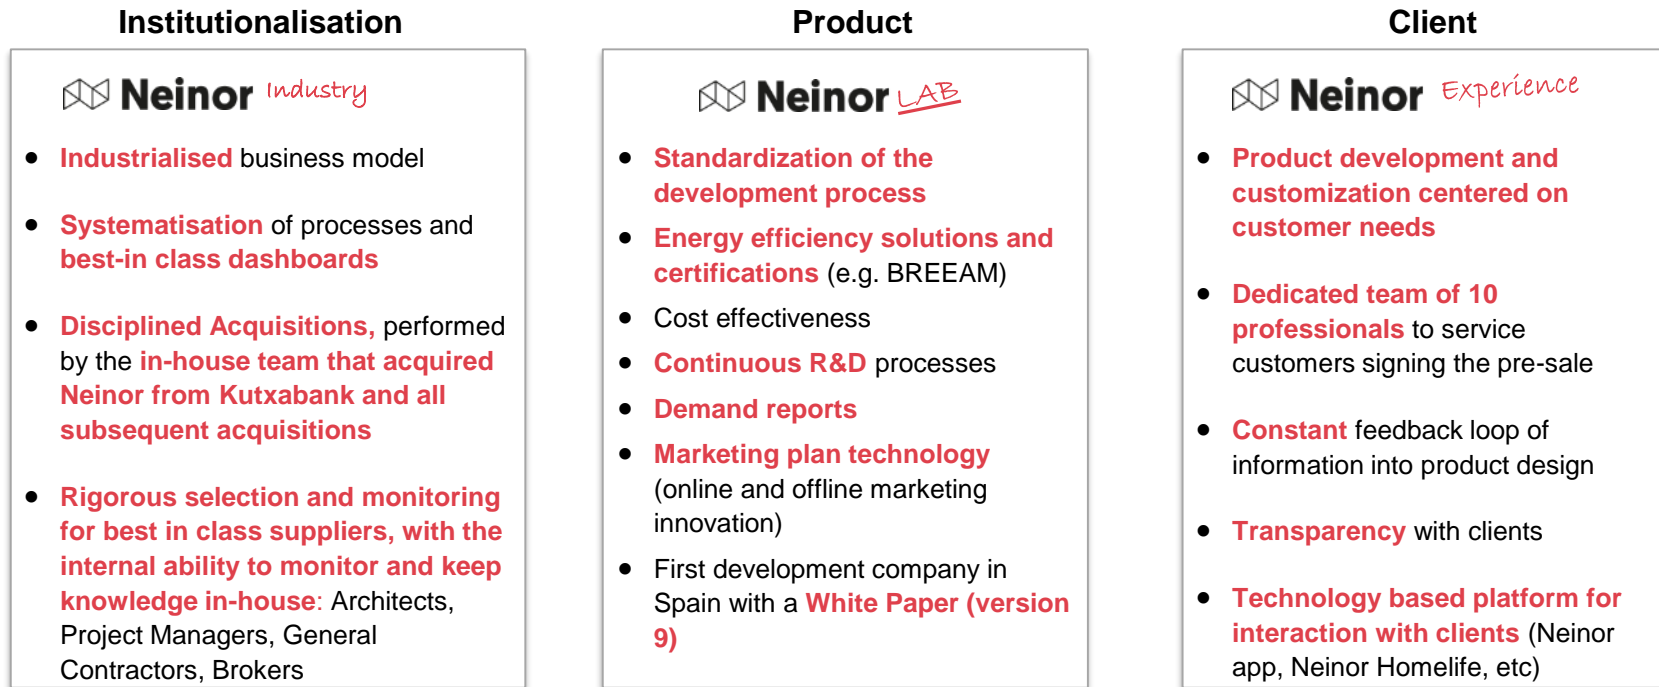 Institutionalisation
Neinor Industry
● Industrialised business model
● Systematisation of processes and
best-in class dashboards
● Disciplined Acquisitions, performed
by the in-house team that acquired
Neinor from Kutxabank and all
subsequent acquisitions
● Rigorous selection and monitoring
for best in class suppliers, with the
internal ability to monitor and keep
knowledge in-house: Architects,
Project Managers, General
Contractors, Brokers
Product
Neinor LAB
● Standardization of the
development process
● Energy efficiency solutions and
certifications (e.g. BREEAM)
● Cost effectiveness
● Continuous R&D processes
● Demand reports
● Marketing plan technology
(online and offline marketing
innovation)
● First development company in
Spain with a White Paper (version
9)
Client
Neinor Experience
● Product development and
customization centered on
customer needs
● Dedicated team of 10
professionals to service
customers signing the pre-sale
● Constant feedback loop of
information into product design
● Transparency with clients
● Technology based platform for
interaction with clients (Neinor
app, Neinor Homelife, etc)